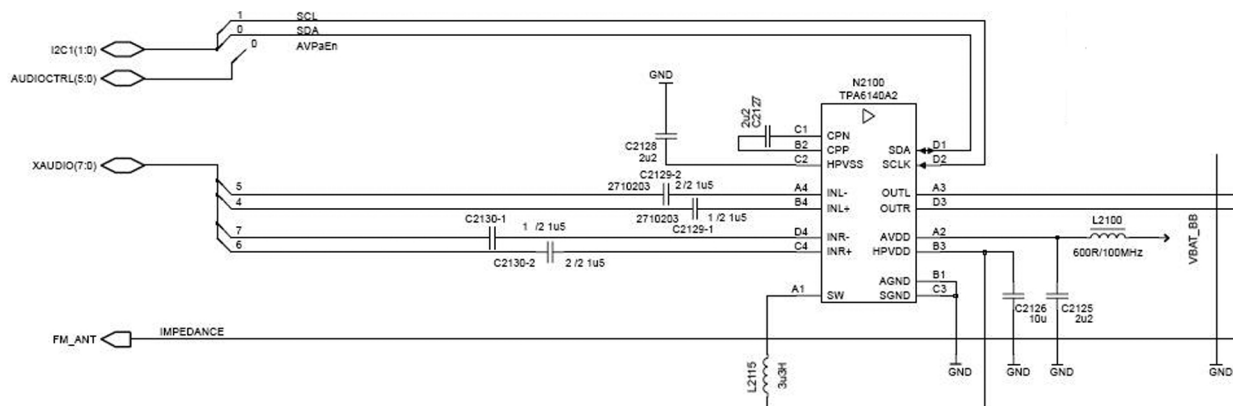 1 SCL
0 SDA
I2C1(1:0)
0 AVPaEn
AUDIOCTRL(5:0)
GND
N2100
TPA6140A2
2u2
C2127
C1 CPN
B2 CPP
C2 HPVSS
SDA D1
SCLK D2
C2128
2u2
XAUDIO(7:0)
C2129-2
5 2710203 2 /2 1u5 A4 INL-
OUTL A3
4 B4 INL+
OUTR D3
2710203 1 /2 1u5
C2129-1
C2130-1
7 1 /2 1u5 D4 INR-
AVDD A2
L2100
600R/100MHz
VBAT_BB
6 C4 INR+
HPVDD B3
C2130-2 2 /2 1u5
AGND B1
A1 SW
SGND C3
C2126
10u
C2125
2u2
FM_ANT
IMPEDANCE
L2115
3u3H
GND
GND
GND
GND